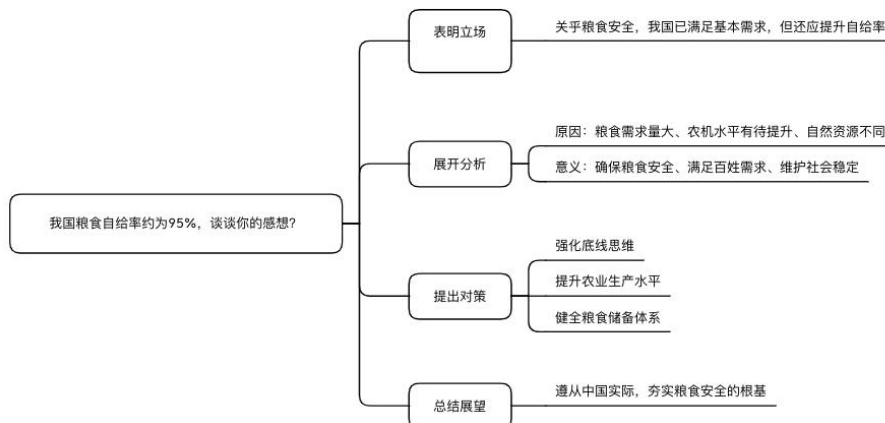 我国粮食自给率约为95%，谈谈你的感想？
表明立场
关乎粮食安全，我国已满足基本需求，但还应提升自给率
展开分析
原因：粮食需求量大、农机水平有待提升、自然资源不同
意义：确保粮食安全、满足百姓需求、维护社会稳定
提出对策
强化底线思维
提升农业生产水平
健全粮食储备体系
总结展望
遵从中国实际，夯实粮食安全的根基